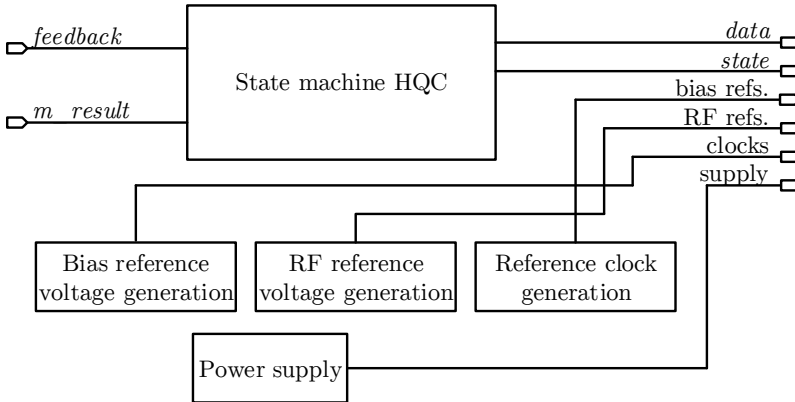 feedback
m result
State machine HQC
data
state
bias refs.
RF refs.
clocks
supply
Bias reference
voltage generation
RF reference
voltage generation
Reference clock
generation
Power supply